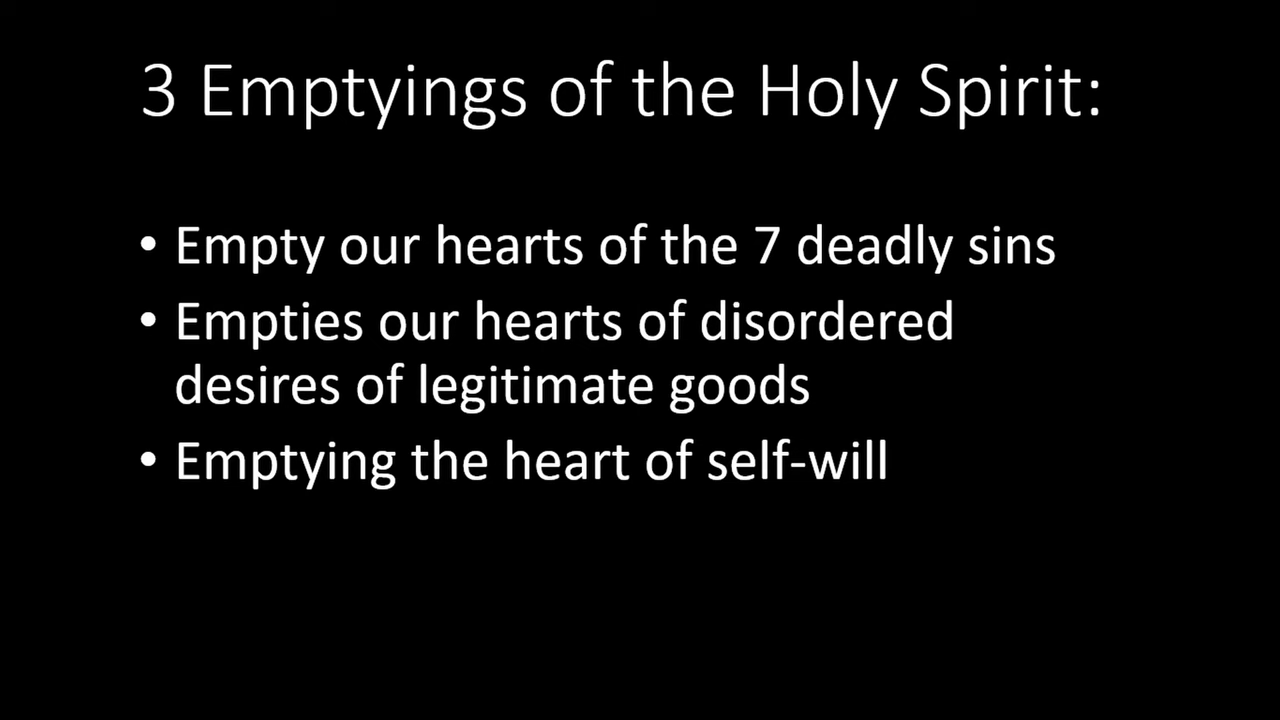 3 Emptyings of the Holy Spirit:
• Empty our hearts of the 7 deadly sins
• Empties our hearts of disordered
desires of legitimate goods
• Emptying the heart of self-will